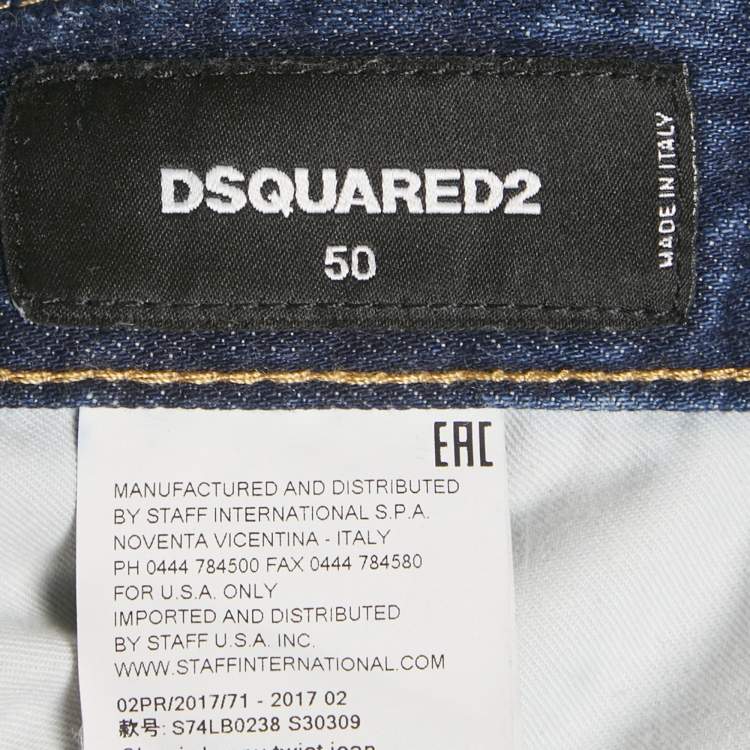 DSQUARED2
50
MADE IN ITALY
EAC
MANUFACTURED AND DISTRIBUTED
BY STAFF INTERNATIONAL S.P.A.
NOVENTA VICENTINA - ITALY
PH 0444 784500 FAX 0444 784580
FOR U.S.A. ONLY
IMPORTED AND DISTRIBUTED
BY STAFF U.S.A. INC.
WWW.STAFFINTERNATIONAL.COM
02PR/2017/71 - 2017 02
款号: S74LB0238 S30309
twist jean